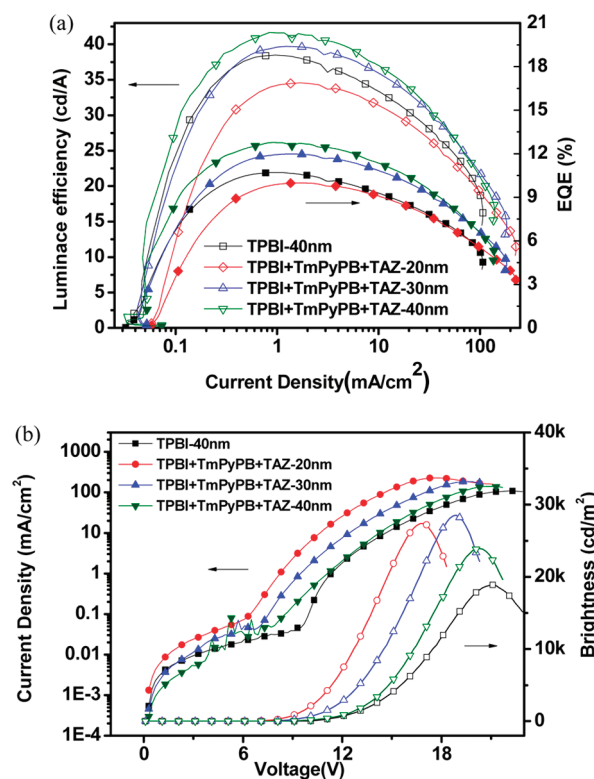 (a)
40
35
30
25
20
15
10
5
0
Luminace efficiency (cd/A)
21
18
15
12
9
6
3
0
EQE (%)
TPBI-40nm
TPBI+TmPyPB+TAZ-20nm
TPBI+TmPyPB+TAZ-30nm
TPBI+TmPyPB+TAZ-40nm
0.1 1 10 100
Current Density(mA/cm2)
(b)
1000
100
10
1
0.1
0.01
1E-3
1E-4
Current Density (mA/cm2)
TPBI-40nm
TPBI+TmPyPB+TAZ-20nm
TPBI+TmPyPB+TAZ-30nm
TPBI+TmPyPB+TAZ-40nm
40k
30k
20k
10k
0
Brightness (cd/m2)
0 6 12 18
Voltage(V)